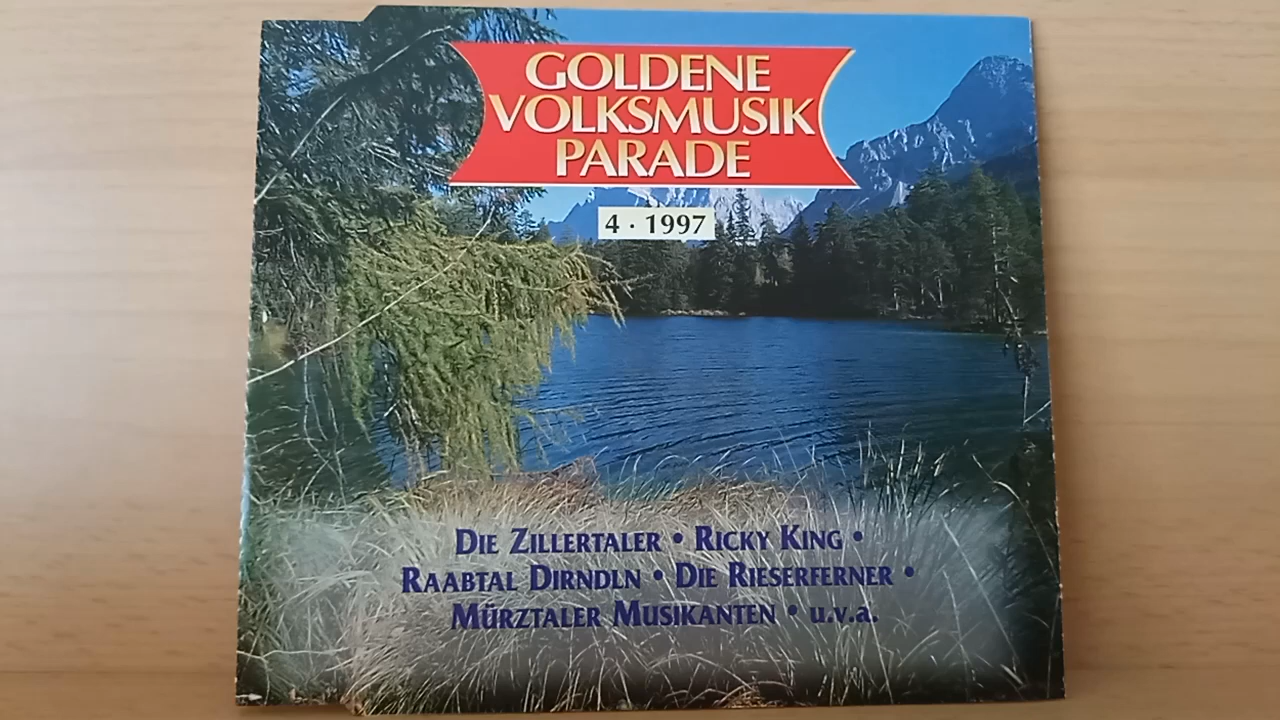 GOLDENE
VOLKSMUSIK
PARADE
4 · 1997
DIE ZILLERTALER • RICKY KING •
RAABTAL DIRNDLN • DIE RIESERFERNER •
MÜRZTALER MUSIKANTEN • u.v.a.